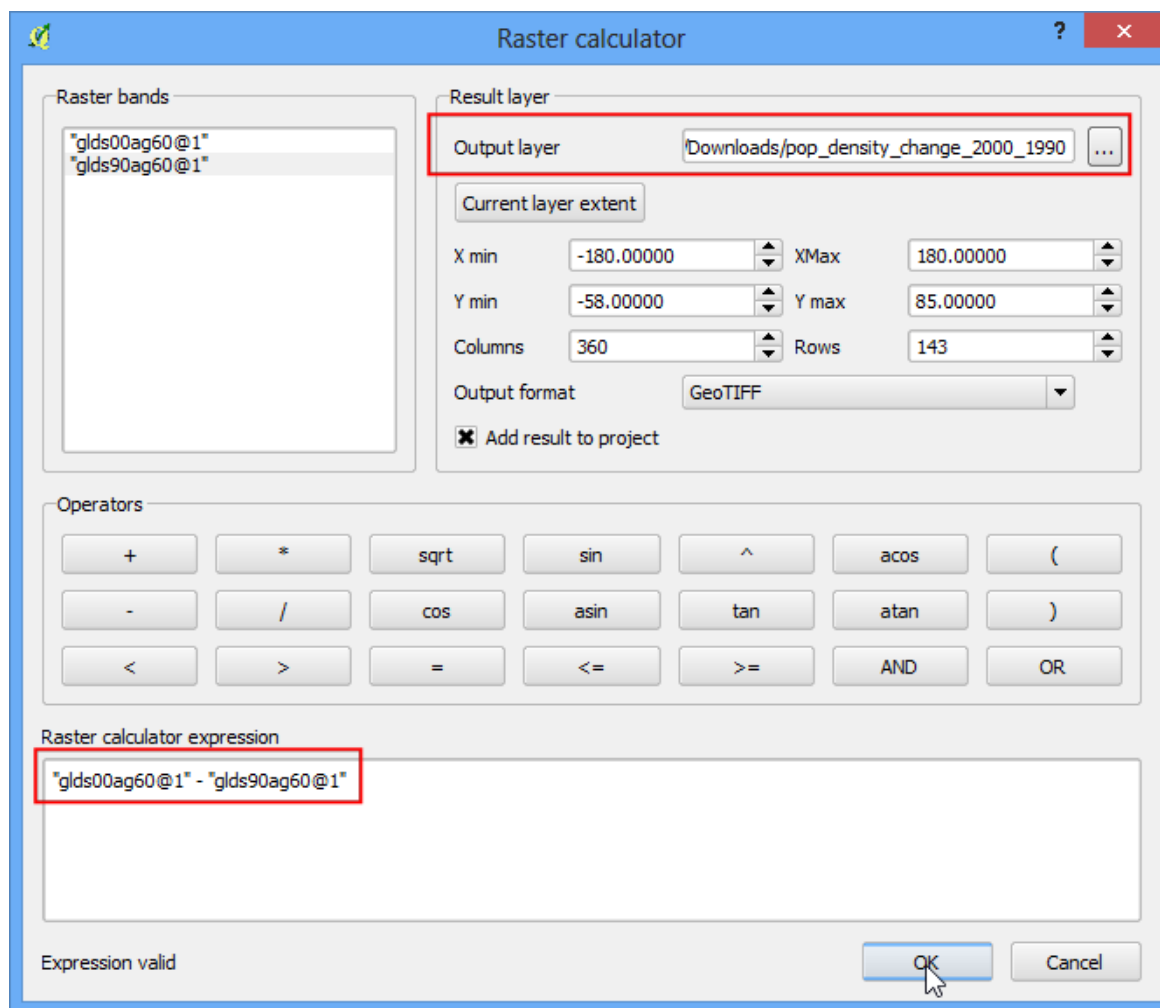 Raster calculator
?
Raster bands
"glds00ag60@1"
"glds90ag60@1"
Result layer
Output layer /Downloads/pop_density_change_2000_1990 ...
Current layer extent
X min -180.00000 XMax 180.00000
Y min -58.00000 Y max 85.00000
Columns 360 Rows 143
Output format GeoTIFF
Add result to project
Operators
+ * sqrt sin ^ acos (
- / cos asin tan atan )
< > = <= >= AND OR
Raster calculator expression
"glds00ag60@1" - "glds90ag60@1"
Expression valid OK Cancel